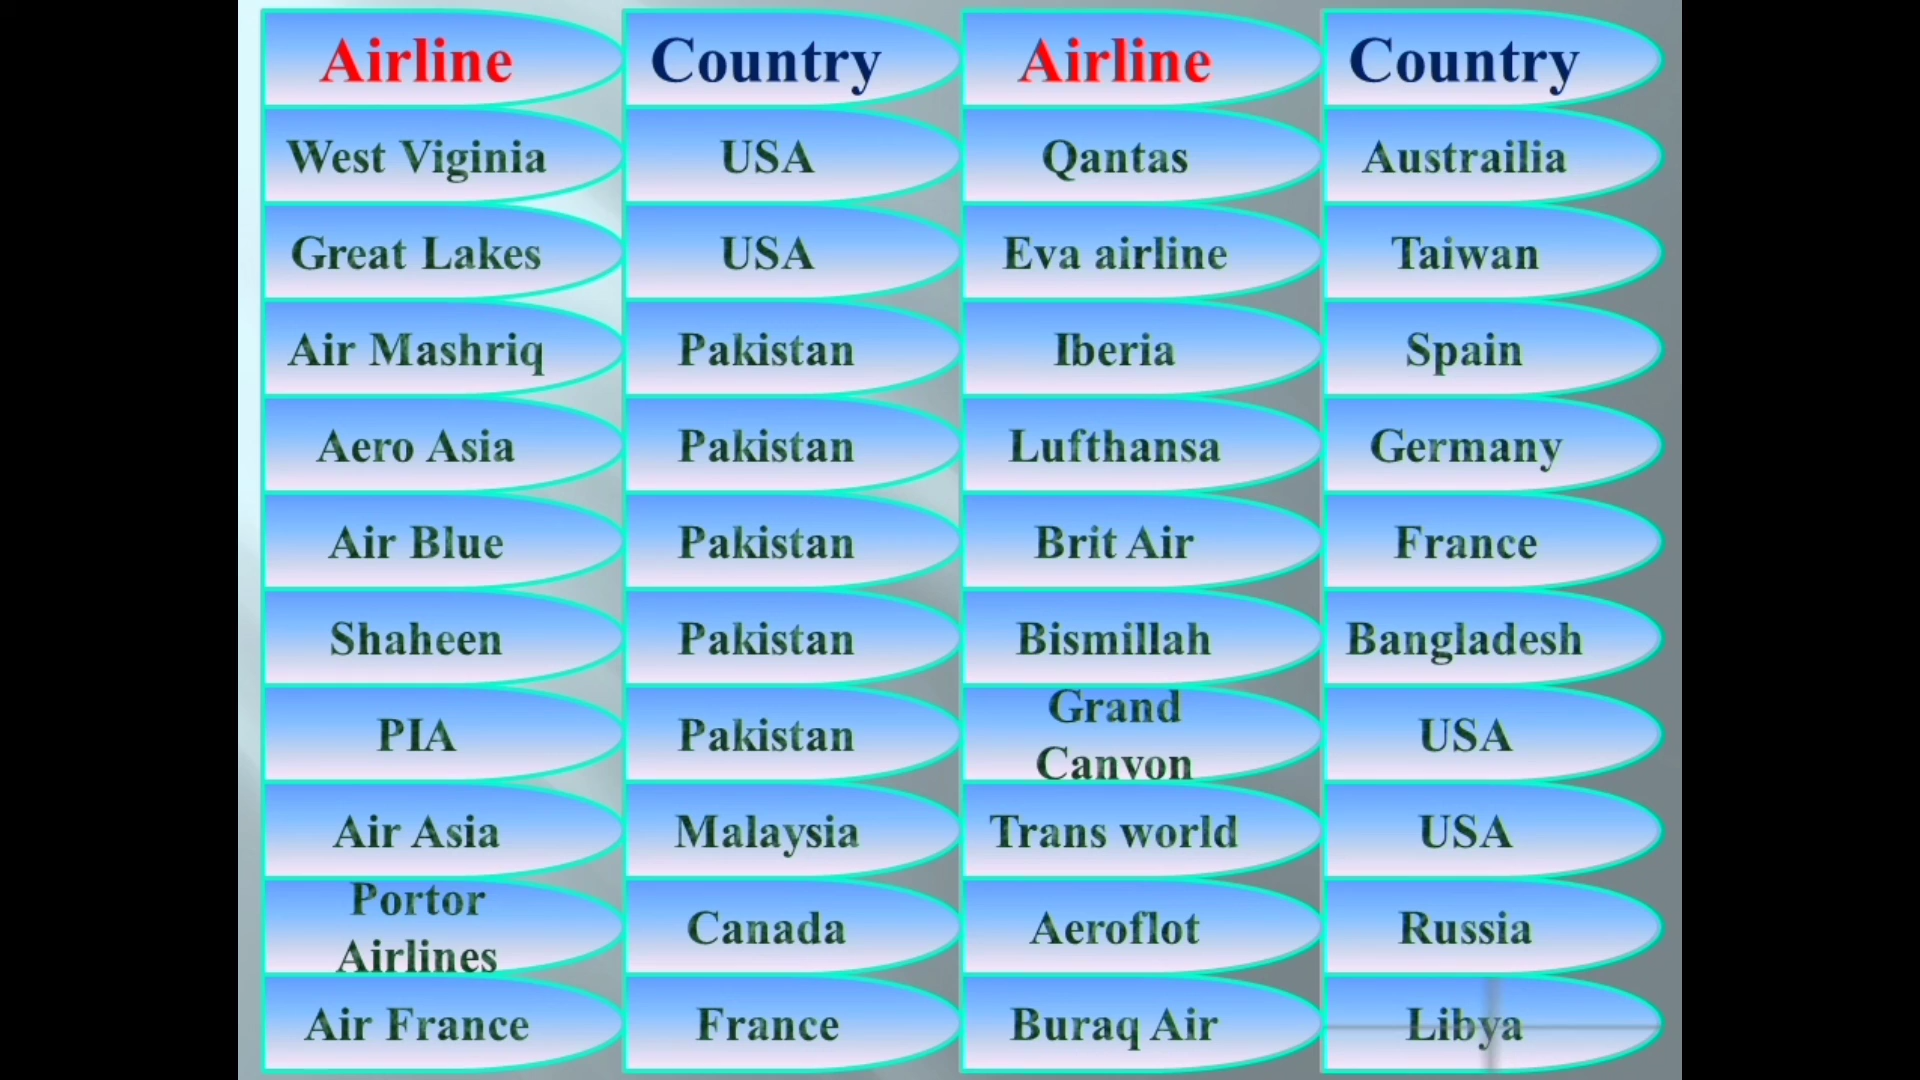 Airline Country Airline Country
West Viginia USA Qantas Austrailia
Great Lakes USA Eva airline Taiwan
Air Mashriq Pakistan Iberia Spain
Aero Asia Pakistan Lufthansa Germany
Air Blue Pakistan Brit Air France
Shaheen Pakistan Bismillah Bangladesh
PIA Pakistan Grand Canyon USA
Air Asia Malaysia Trans world USA
Portor Airlines Canada Aeroflot Russia
Air France France Buraq Air Libya